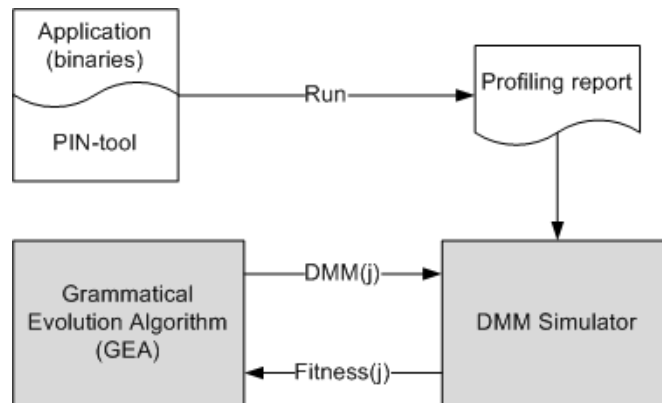 Application
(binaries)
PIN-tool
Run
Profiling report
Grammatical
Evolution Algorithm
(GEA)
DMM(j)
Fitness(j)
DMM Simulator